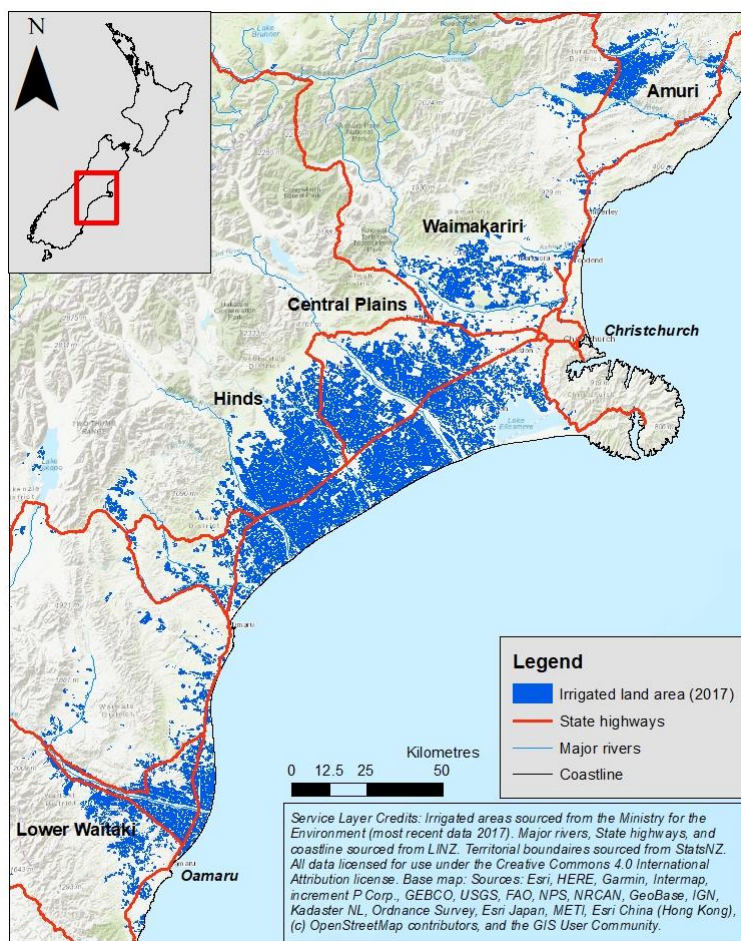 N
Amuri
Waimakariri
Central Plains
Christchurch
Hinds
Lower Waitaki
Oamaru
Kilometres
0 12.5 25 50
Legend
Irrigated land area (2017)
State highways
Major rivers
Coastline
Service Layer Credits: Irrigated areas sourced from the Ministry for the
Environment (most recent data 2017). Major rivers, State highways, and
coastline sourced from LINZ. Territorial boundaires sourced from StatsNZ.
All data licensed for use under the Creative Commons 4.0 International
Attribution license. Base map: Sources: Esri, HERE, Garmin, Intermap,
increment P Corp., GEBCO, USGS, FAO, NPS, NRCAN, GeoBase, IGN,
Kadaster NL, Ordnance Survey, Esri Japan, METI, Esri China (Hong Kong),
(c) OpenStreetMap contributors, and the GIS User Community.